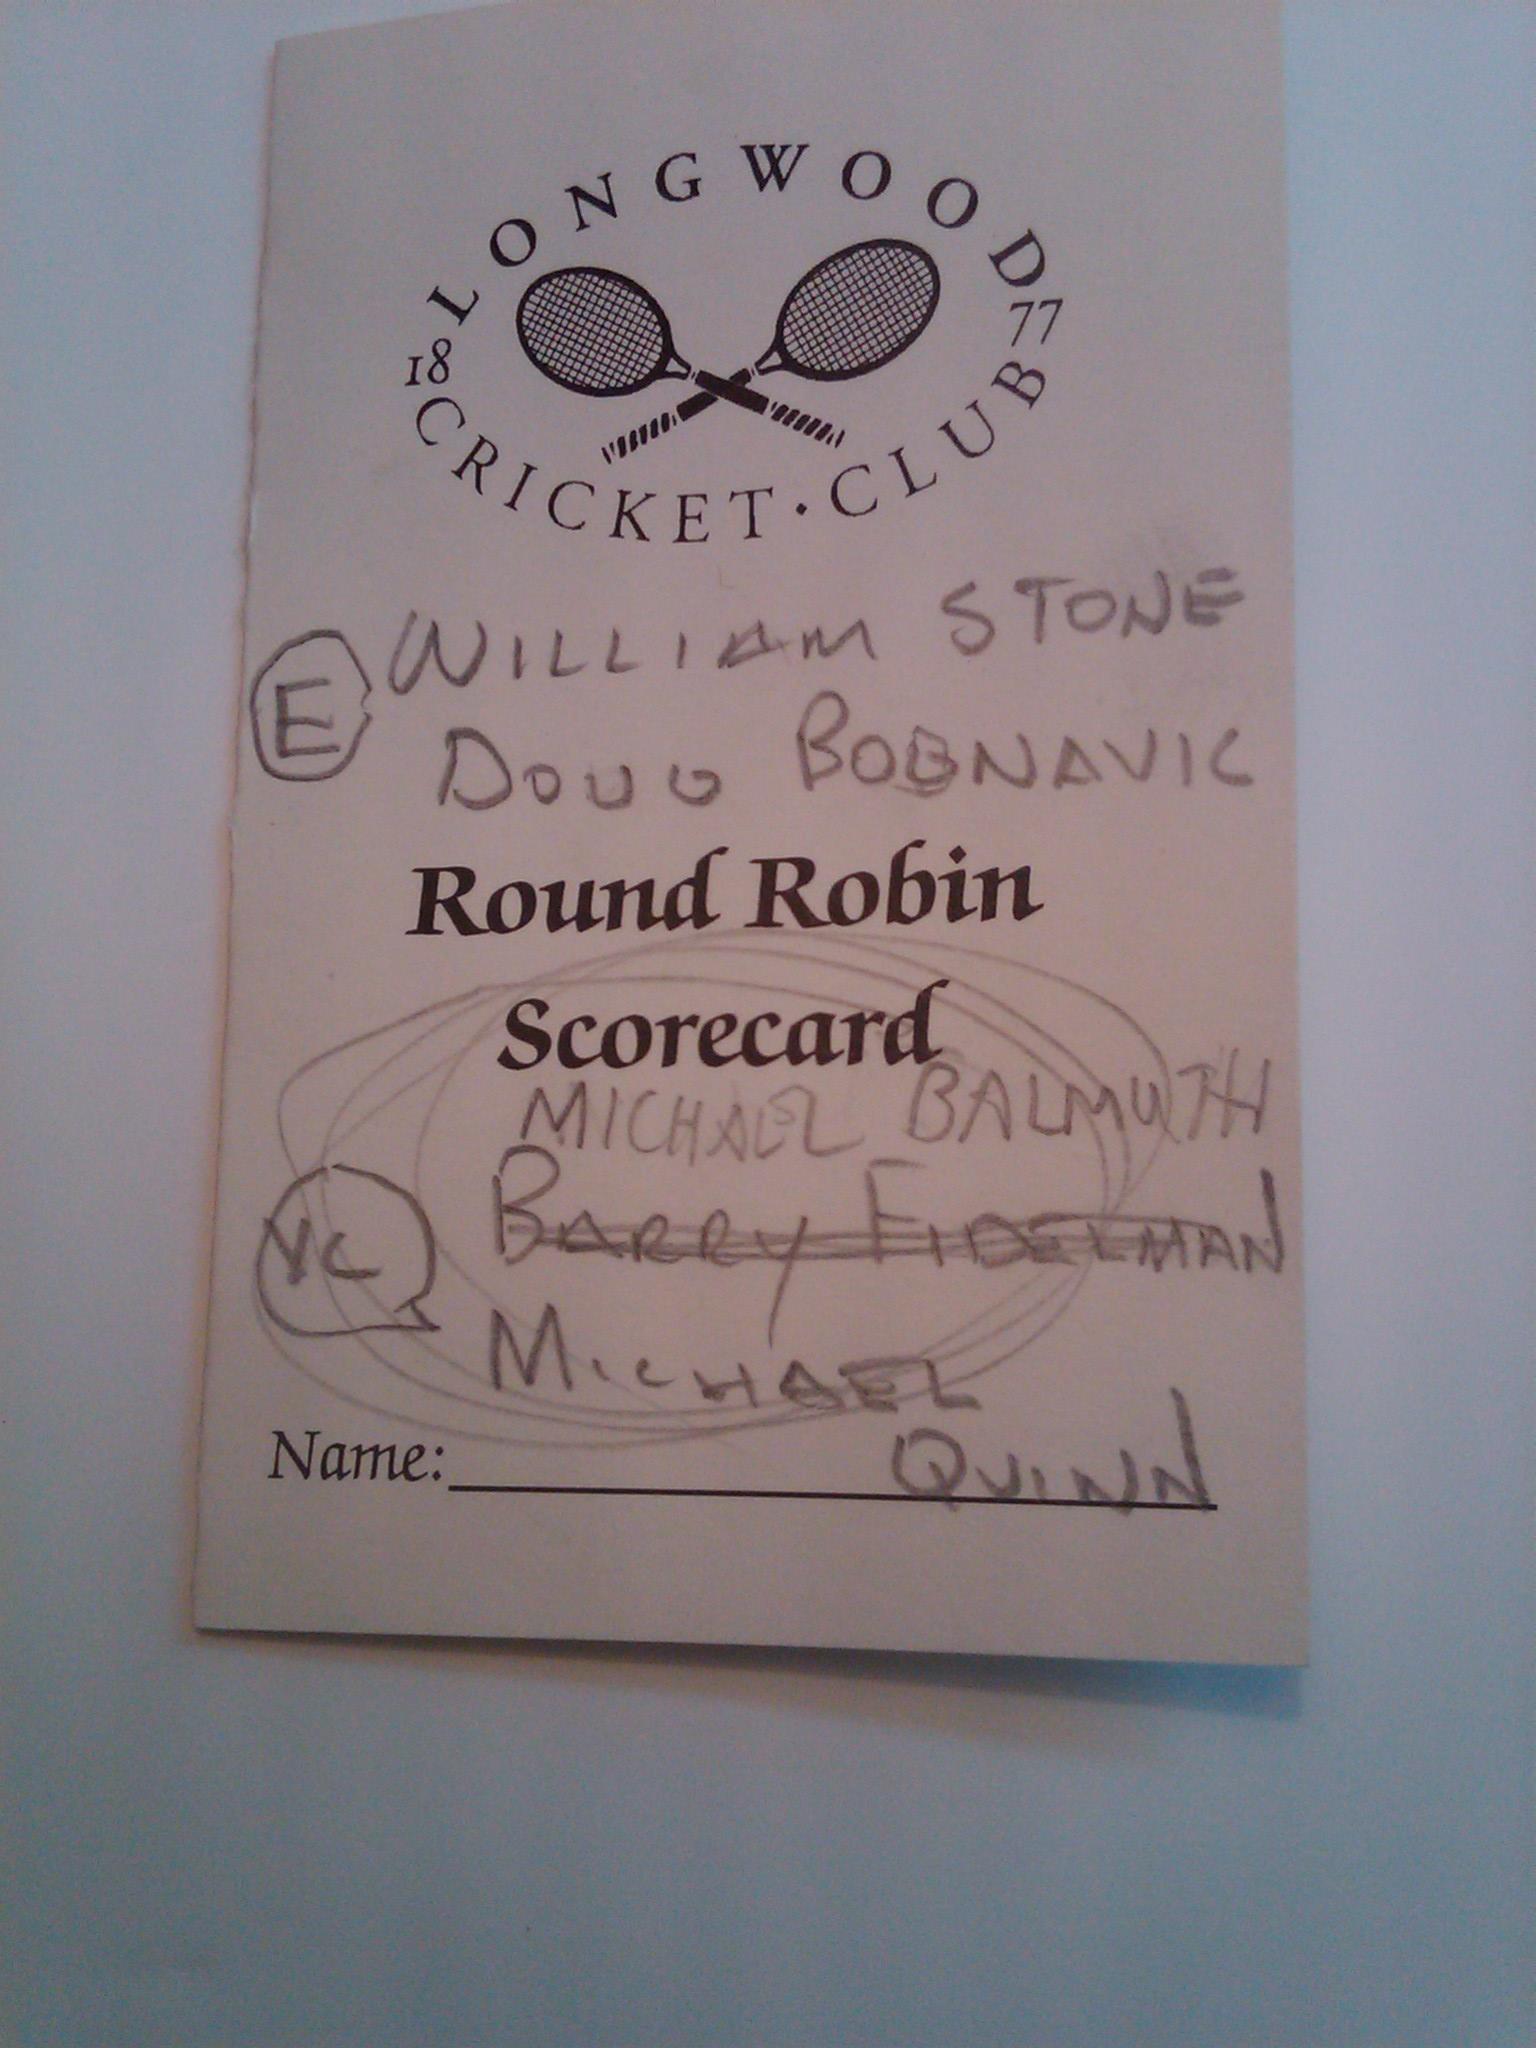 LONGWOOD
18 77
CRICKET · CLUB
E WILLIAM STONE
DOUG BOBNAVIC
Round Robin
Scorecard
MICHAEL BALMUTH
BARRY FIDELMAN
VC
MICHAEL
QUINN
Name: